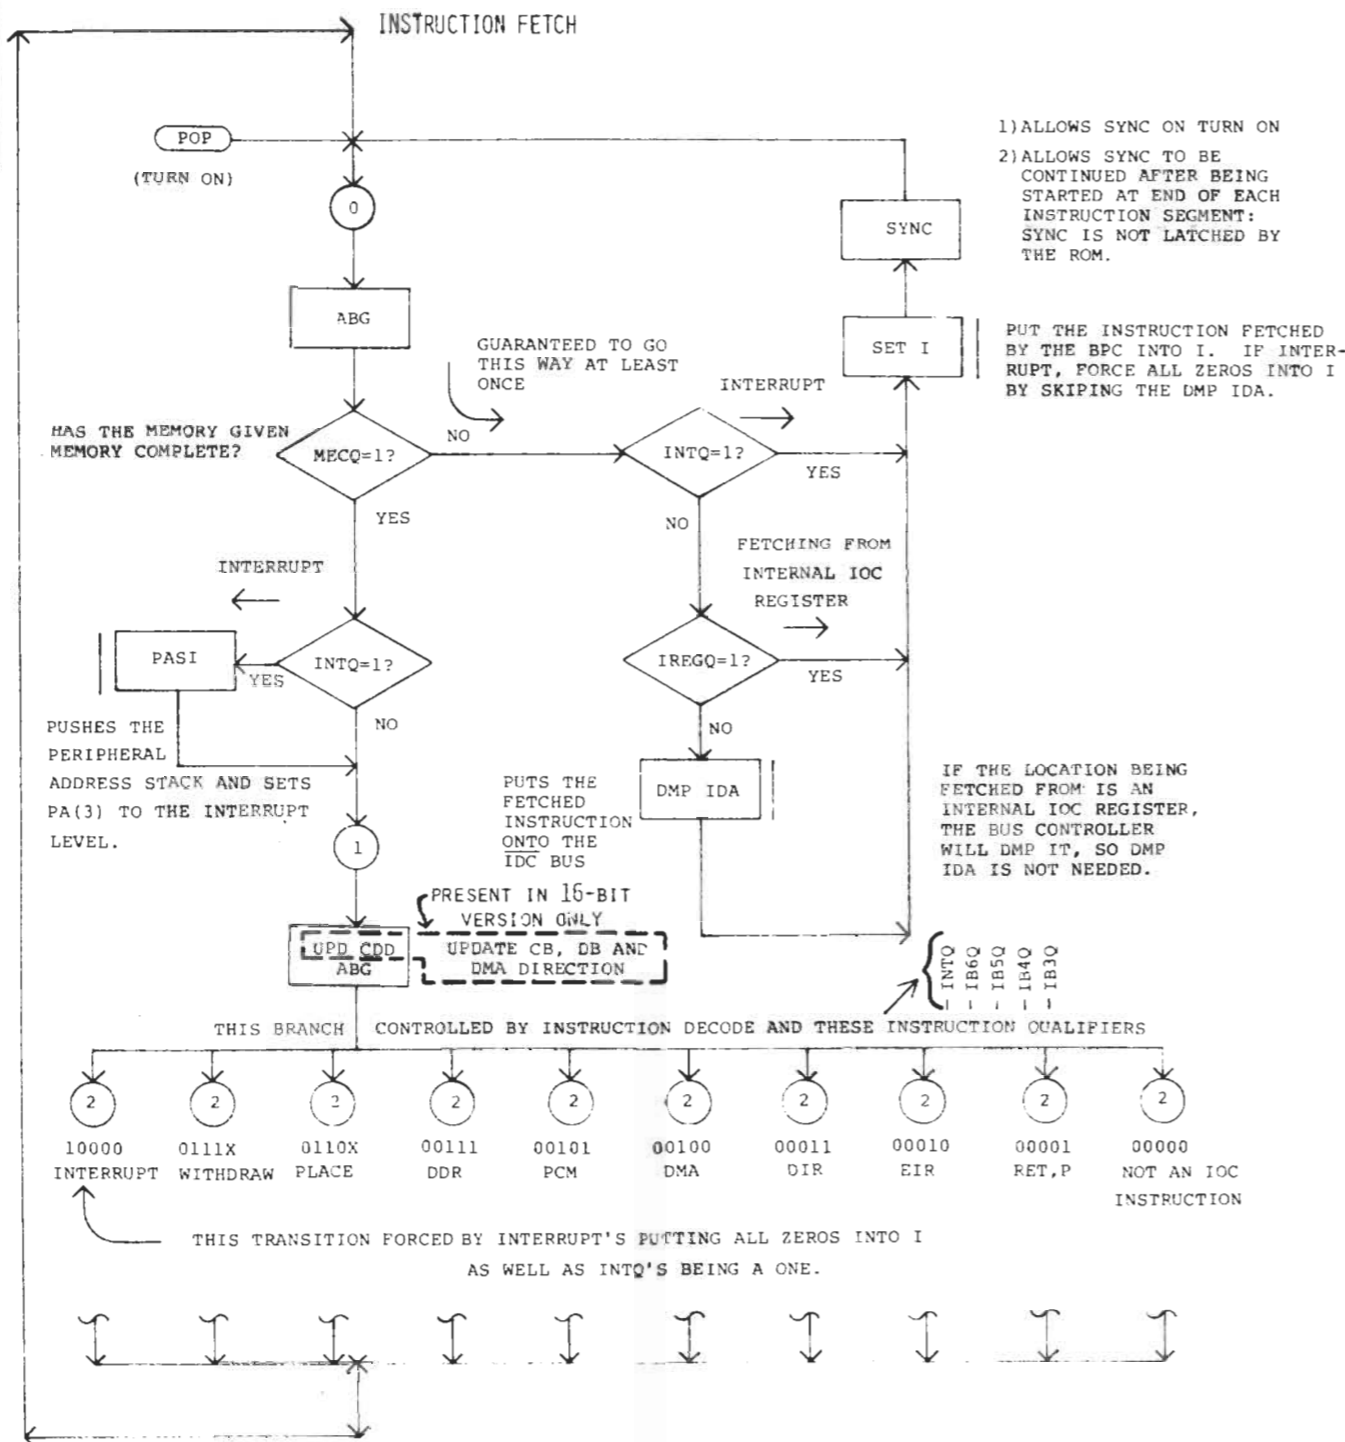 INSTRUCTION FETCH
POP
(TURN ON)
0
1)ALLOWS SYNC ON TURN ON
2)ALLOWS SYNC TO BE
CONTINUED AFTER BEING
STARTED AT END OF EACH
INSTRUCTION SEGMENT:
SYNC IS NOT LATCHED BY
THE ROM.
SYNC
ABG
SET I
PUT THE INSTRUCTION FETCHED
BY THE BPC INTO I. IF INTER-
RUPT, FORCE ALL ZEROS INTO I
BY SKIPING THE DMP IDA.
GUARANTEED TO GO
THIS WAY AT LEAST
ONCE
INTERRUPT
HAS THE MEMORY GIVEN
MEMORY COMPLETE?
MECQ=1?
NO
INTQ=1?
YES
YES
NO
FETCHING FROM
INTERNAL IOC
REGISTER
INTERRUPT
PASI
YES
INTQ=1?
IREGQ=1?
YES
NO
NO
PUSHES THE
PERIPHERAL
ADDRESS STACK AND SETS
PA(3) TO THE INTERRUPT
LEVEL.
PUTS THE
FETCHED
INSTRUCTION
ONTO THE
IDC BUS
DMP IDA
IF THE LOCATION BEING
FETCHED FROM IS AN
INTERNAL IOC REGISTER,
THE BUS CONTROLLER
WILL DMP IT, SO DMP
IDA IS NOT NEEDED.
1
PRESENT IN 16-BIT
VERSION ONLY
UPD CDD
ABG
UPDATE CB, DB AND
DMA DIRECTION
INTQ
IB6Q
IB5Q
IB4Q
IB3Q
THIS BRANCH CONTROLLED BY INSTRUCTION DECODE AND THESE INSTRUCTION QUALIFIERS
2 2 2 2 2 2 2 2 2 2
10000 0111X 0110X 00111 00101 00100 00011 00010 00001 00000
INTERRUPT WITHDRAW PLACE DDR PCM DMA DIR EIR RET,P NOT AN IOC
INSTRUCTION
THIS TRANSITION FORCED BY INTERRUPT'S PUTTING ALL ZEROS INTO I
AS WELL AS INTQ'S BEING A ONE.